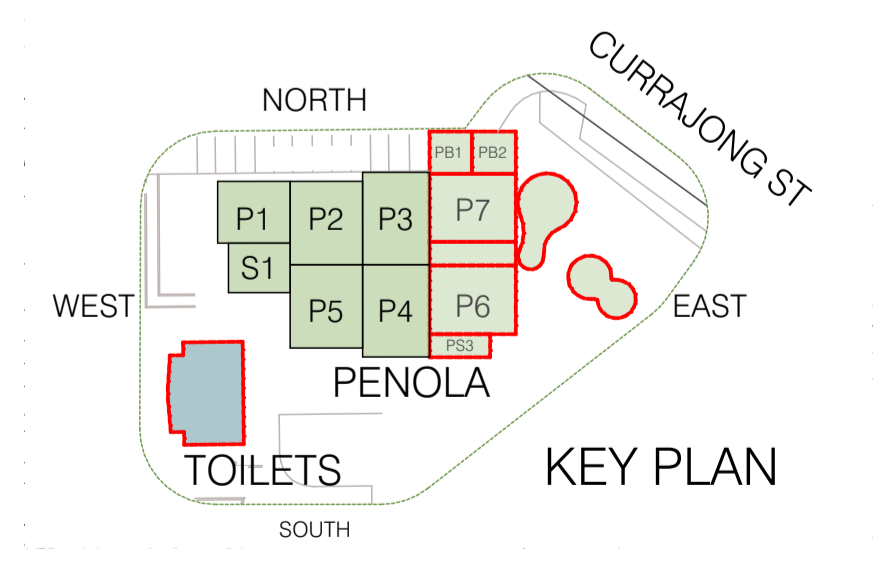 NORTH
CURRAJONG ST
PB1
PB2
P1
P2
P3
P7
S1
WEST
P5
P4
P6
EAST
PS3
PENOLA
TOILETS
KEY PLAN
SOUTH